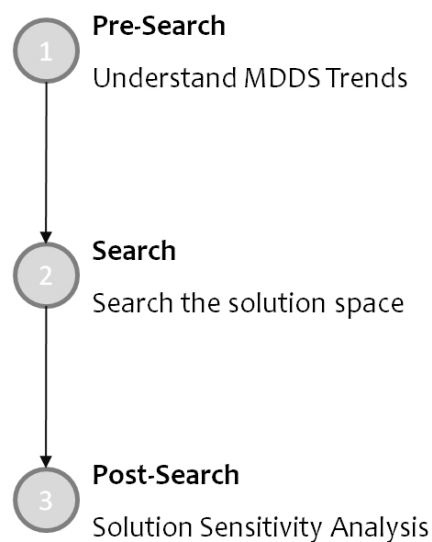 1
Pre-Search
Understand MDDS Trends
2
Search
Search the solution space
3
Post-Search
Solution Sensitivity Analysis